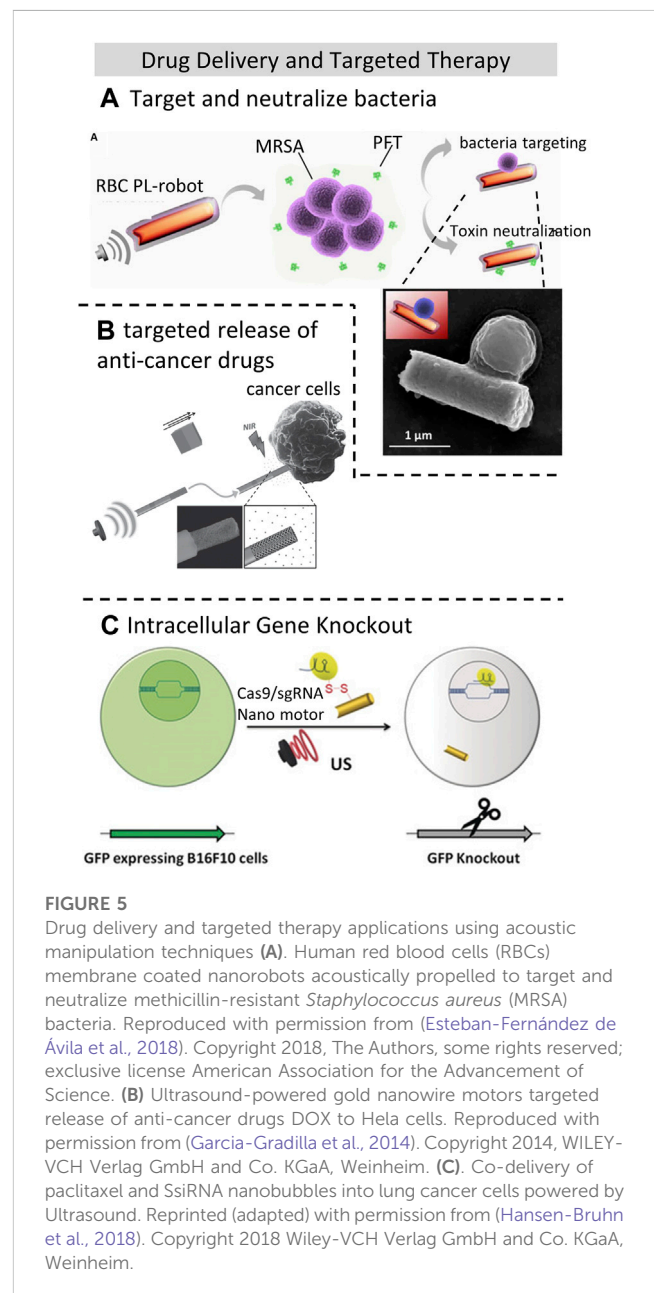 Drug Delivery and Targeted Therapy
A Target and neutralize bacteria
A
MRSA
PFT
bacteria targeting
RBC PL-robot
Toxin neutralization
1 μm
B targeted release of
anti-cancer drugs
cancer cells
NIR
C Intracellular Gene Knockout
S-S
Cas9/sgRNA
Nano motor
US
GFP expressing B16F10 cells
GFP Knockout
FIGURE 5
Drug delivery and targeted therapy applications using acoustic
manipulation techniques (A). Human red blood cells (RBCs)
membrane coated nanorobots acoustically propelled to target and
neutralize methicillin-resistant Staphylococcus aureus (MRSA)
bacteria. Reproduced with permission from (Esteban-Fernández de
Ávila et al., 2018). Copyright 2018, The Authors, some rights reserved;
exclusive license American Association for the Advancement of
Science. (B) Ultrasound-powered gold nanowire motors targeted
release of anti-cancer drugs DOX to Hela cells. Reproduced with
permission from (Garcia-Gradilla et al., 2014). Copyright 2014, WILEY-
VCH Verlag GmbH and Co. KGaA, Weinheim. (C). Co-delivery of
paclitaxel and SsiRNA nanobubbles into lung cancer cells powered by
Ultrasound. Reprinted (adapted) with permission from (Hansen-Bruhn
et al., 2018). Copyright 2018 Wiley-VCH Verlag GmbH and Co. KGaA,
Weinheim.